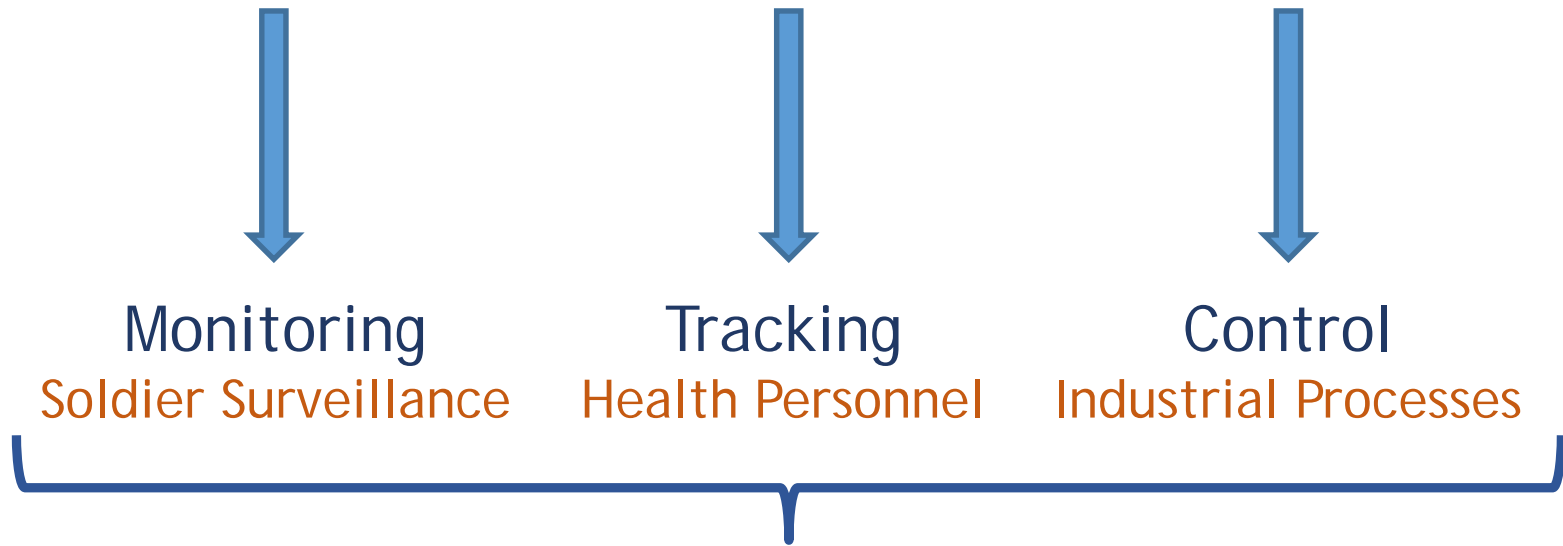 Monitoring Tracking Control
Soldier Surveillance Health Personnel Industrial Processes